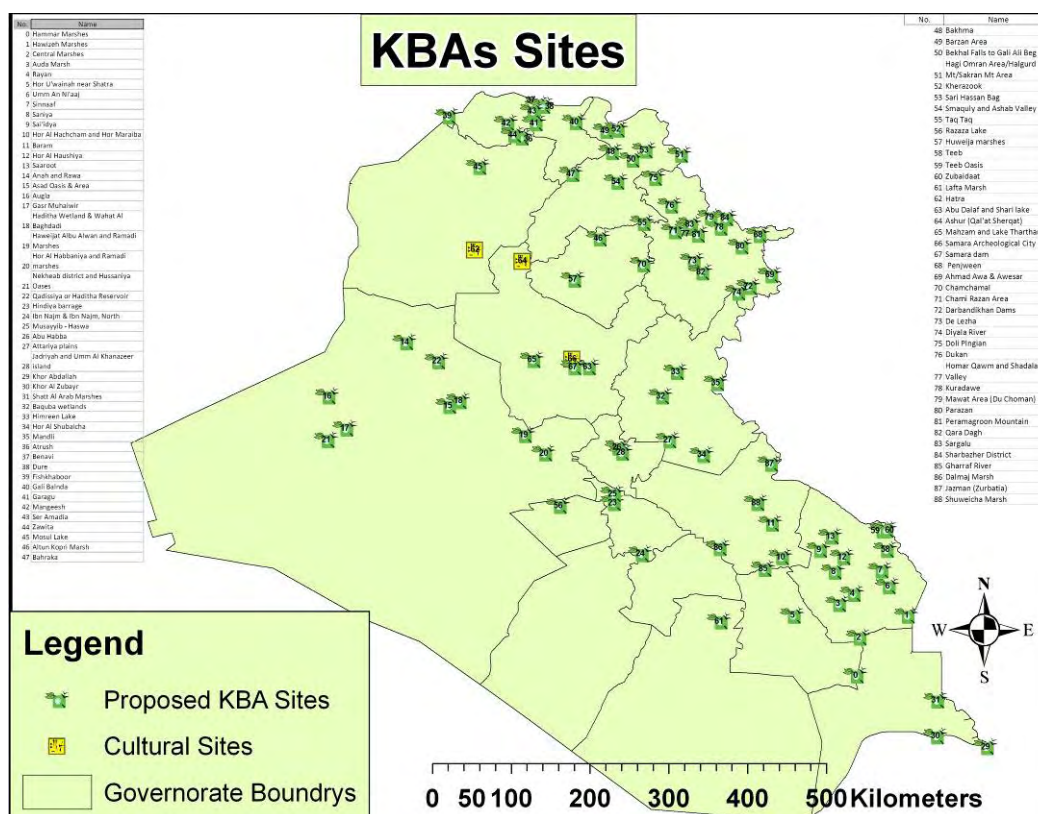 KBAs Sites
No. Name
0 Hammar Marshes
1 Hawizeh Marshes
2 Central Marshes
3 Auda Marsh
4 Rayan
5 Hor U'wainah near Shatra
6 Umm An Ni'aaj
7 Sinnaaf
8 Saniya
9 Sai'idya
10 Hor Al Hachcham and Hor Maraiba
11 Baram
12 Hor Al Haushiya
13 Saaroot
14 Anah and Rawa
15 Asad Oasis & Area
16 Augla
17 Gasr Muhaiwir
Haditha Wetland & Wahat Al
18 Baghdadi
Haweijat Albu Alwan and Ramadi
19 Marshes
Hor Al Habbaniya and Ramadi
20 marshes
Nekheab district and Hussaniya
21 Oases
22 Qadissiya or Haditha Reservoir
23 Hindiya barrage
24 Ibn Najm & Ibn Najm, North
25 Musayyib - Haswa
26 Abu Habba
27 Attariya plains
Jadriyah and Umm Al Khanazeer
28 island
29 Khor Abdallah
30 Khor Al Zubayr
31 Shatt Al Arab Marshes
32 Baquba wetlands
33 Himreen Lake
34 Hor Al Shubaicha
35 Mandli
36 Atrush
37 Benavi
38 Dure
39 Fishkhaboor
40 Gali Balnda
41 Garagu
42 Mangeesh
43 Ser Amadia
44 Zawita
45 Mosul Lake
46 Altun Kopri Marsh
47 Bahraka
No. Name
48 Bakhma
49 Barzan Area
50 Bekhal Falls to Gali Ali Beg
Hagi Omran Area/Halgurd
51 Mt/Sakran Mt Area
52 Kherazook
53 Sari Hassan Bag
54 Smaquly and Ashab Valley
55 Taq Taq
56 Razaza Lake
57 Huweija marshes
58 Teeb
59 Teeb Oasis
60 Zubaidaat
61 Lafta Marsh
62 Hatra
63 Abu Dalaf and Shari lake
64 Ashur (Qal'at Sherqat)
65 Mahzam and Lake Tharthar
66 Samara Archeological City
67 Samara dam
68 Penjween
69 Ahmad Awa & Awesar
70 Chamchamal
71 Chami Razan Area
72 Darbandikhan Dams
73 De Lezha
74 Diyala River
75 Doli Pingian
76 Dukan
Homar Qawm and Shadala
77 Valley
78 Kuradawe
79 Mawat Area (Du Choman)
80 Parazan
81 Peramagroon Mountain
82 Qara Dagh
83 Sargalu
84 Sharbazher District
85 Gharraf River
86 Dalmaj Marsh
87 Jazman (Zurbatia)
88 Shuweicha Marsh
N
W E
S
Legend
Proposed KBA Sites
Cultural Sites
Governorate Boundrys
0 50 100 200 300 400 500 Kilometers